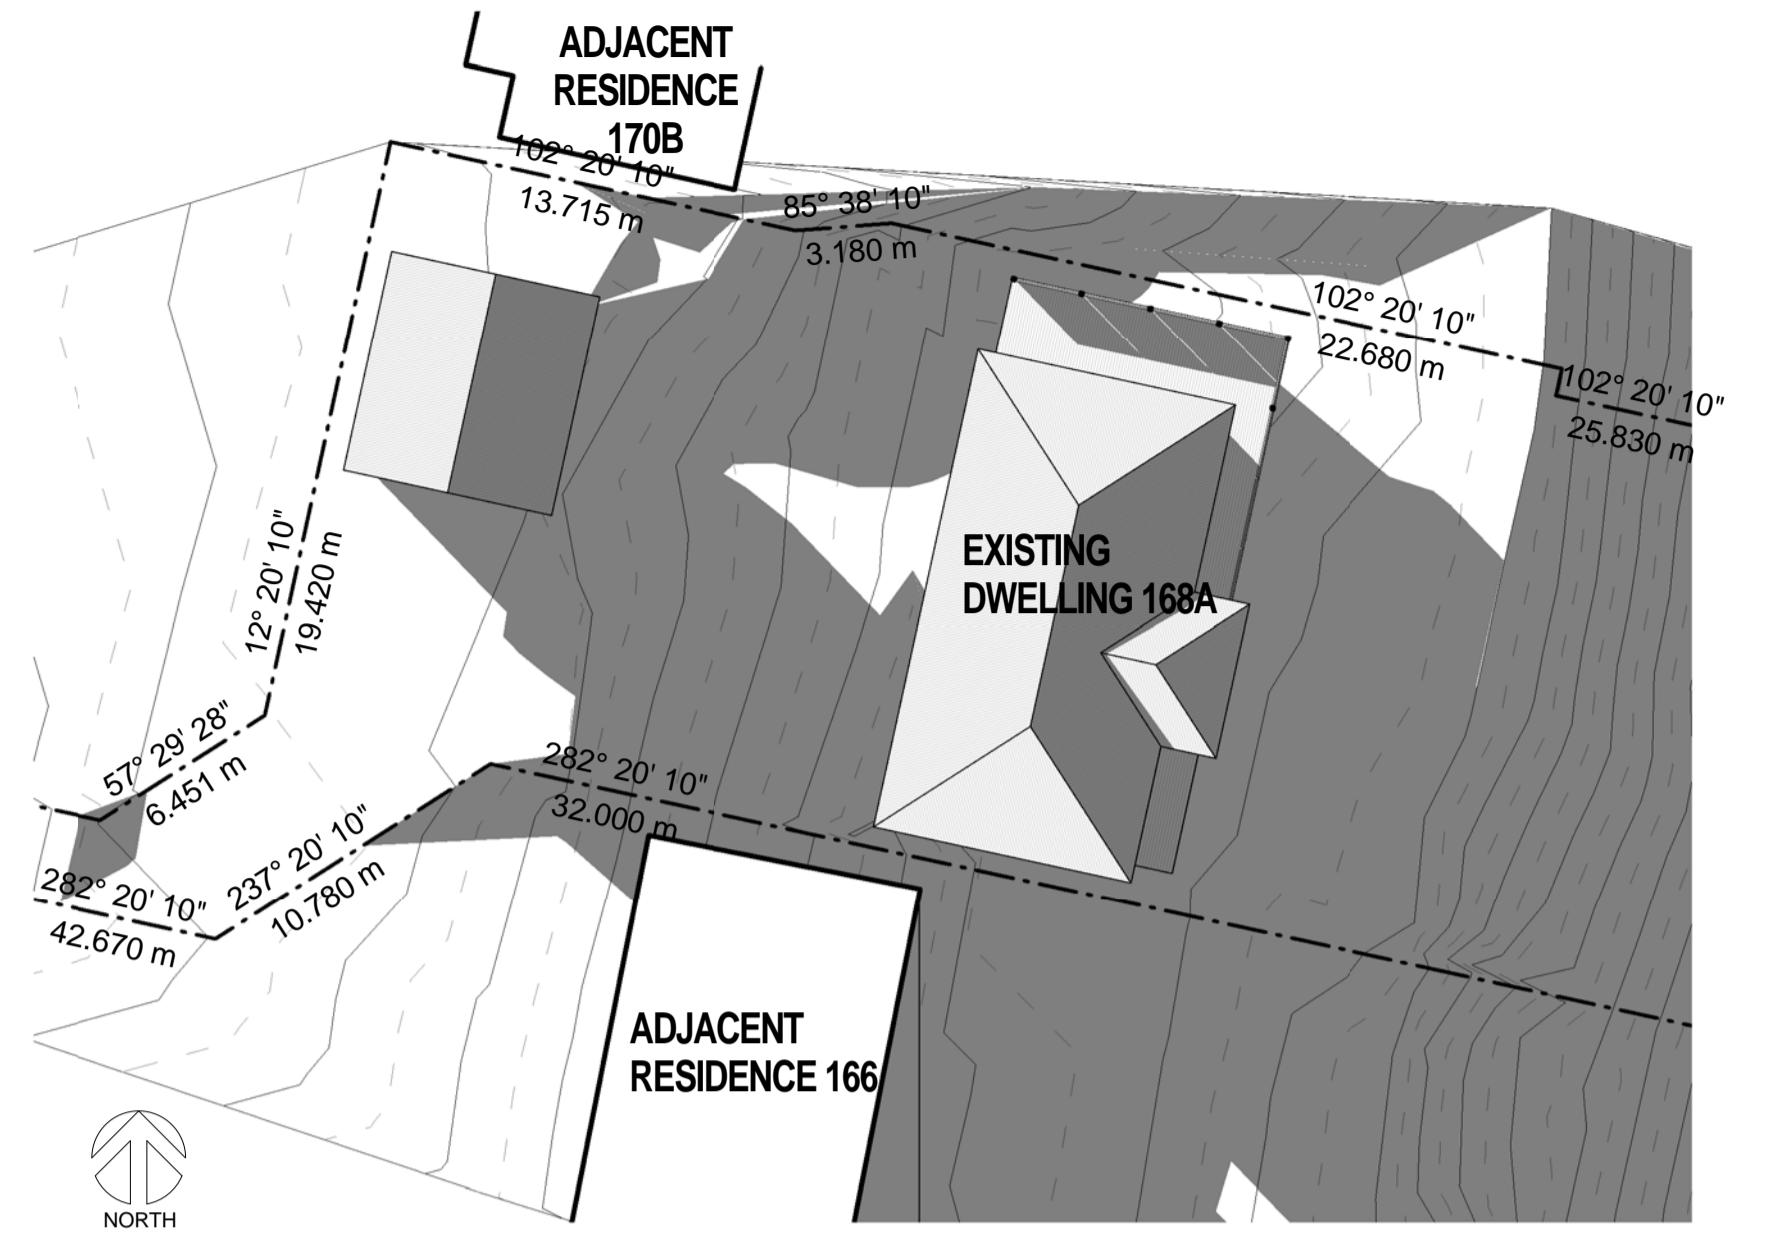 ADJACENT
RESIDENCE
170B
102° 20' 10"
13.715 m
85° 38' 10"
3.180 m
102° 20' 10"
22.680 m
102° 20' 10"
25.830 m
12° 20' 10"
19.420 m
EXISTING
DWELLING 168A
57° 29' 28"
6.451 m
282° 20' 10"
32.000 m
237° 20' 10"
10.780 m
282° 20' 10"
42.670 m
ADJACENT
RESIDENCE 166
NORTH